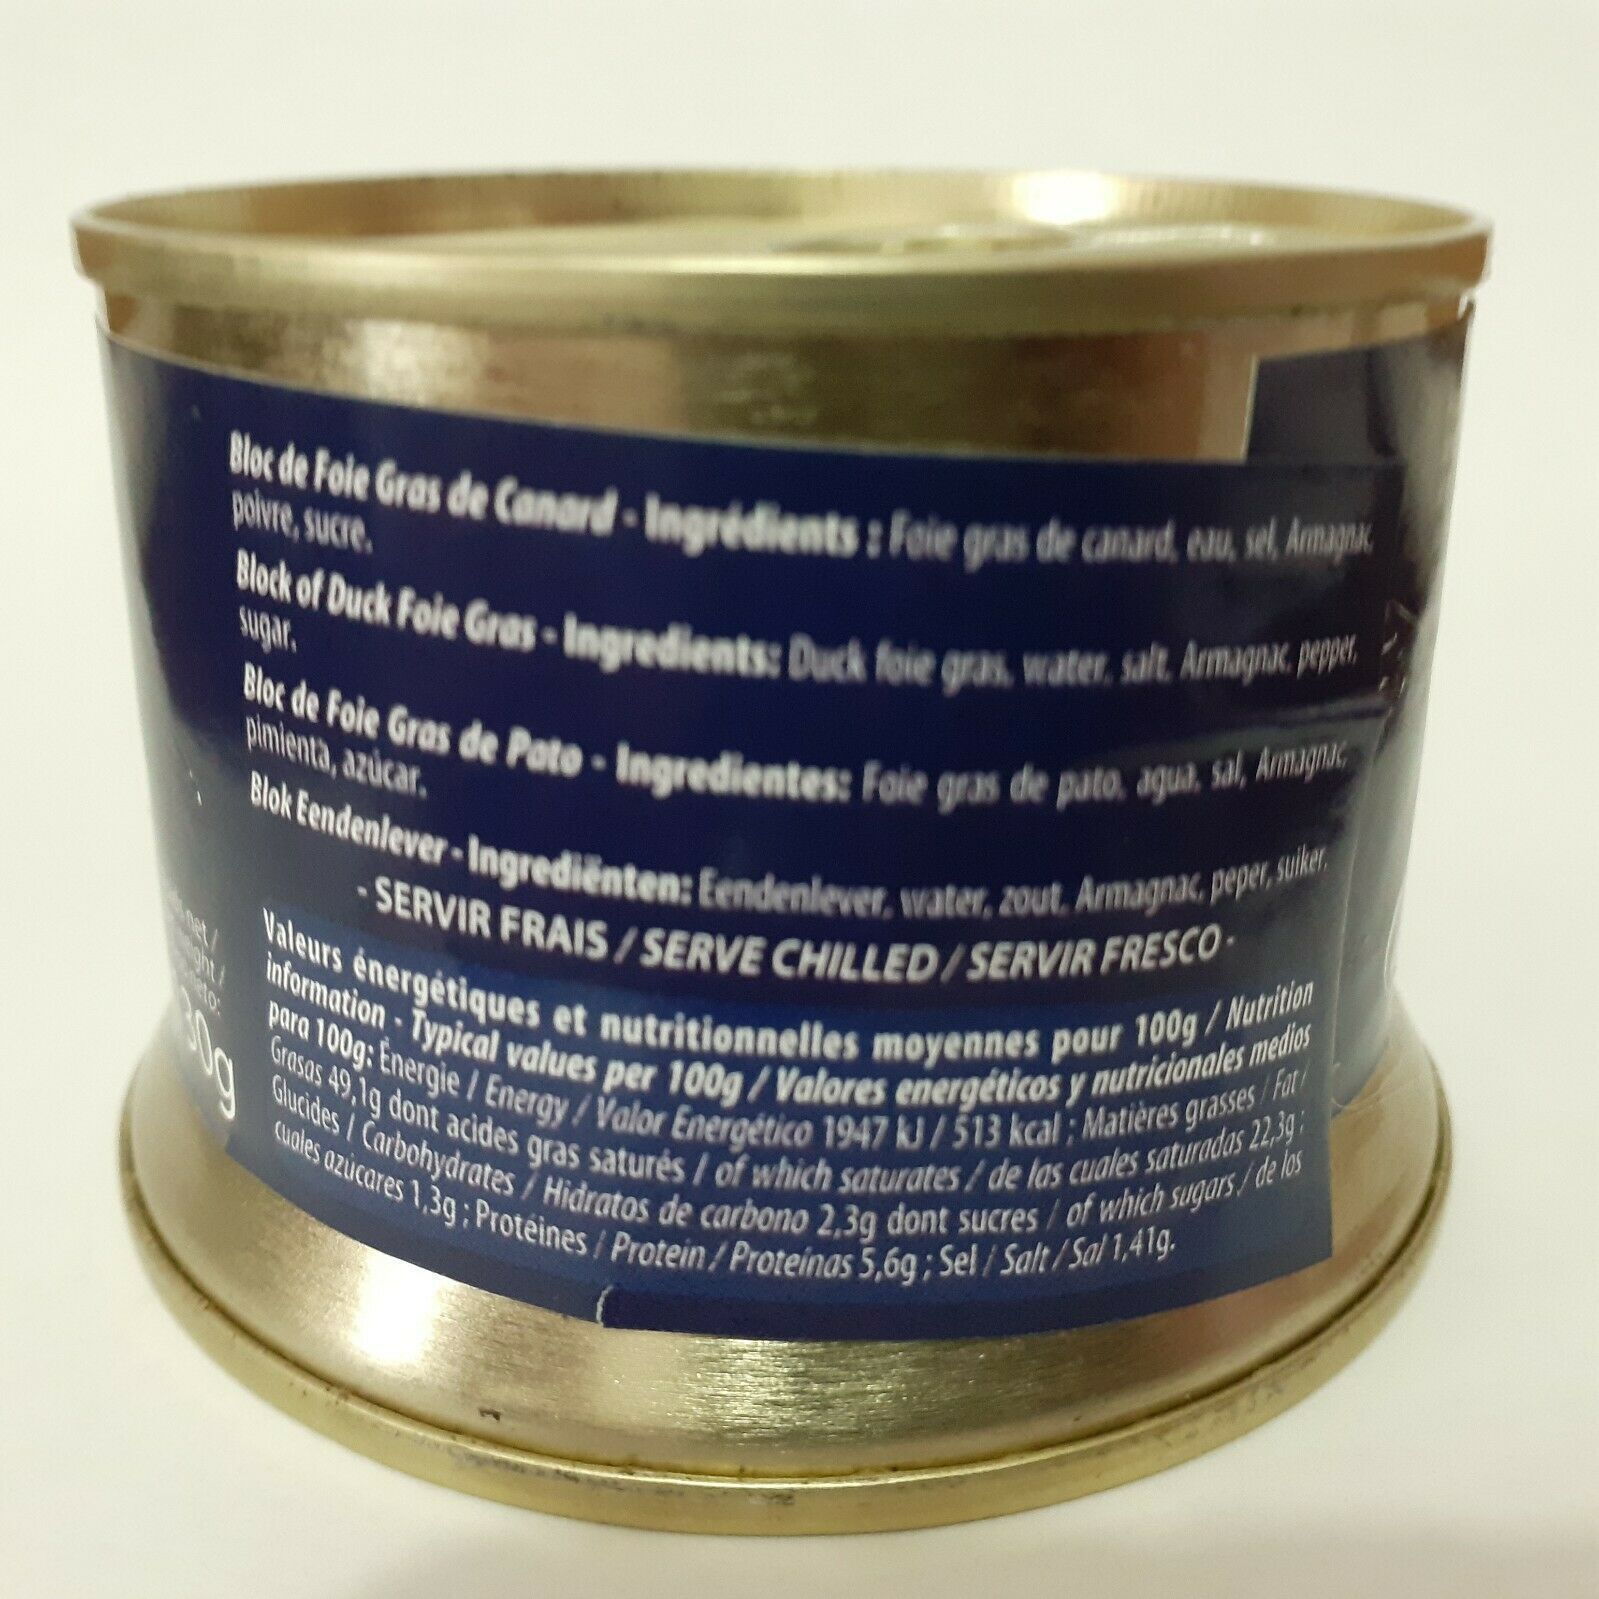 Bloc de Foie Gras de Canard - Ingrédients : Foie gras de canard, eau, sel, Armagnac,
poivre, sucre.
Block of Duck Foie Gras - Ingredients: Duck foie gras, water, salt, Armagnac, pepper,
sugar.
Bloc de Foie Gras de Pato - Ingredientes: Foie gras de pato, agua, sal, Armagnac,
pimienta, azúcar.
Blok Eendenlever - Ingrediënten: Eendenlever, water, zout, Armagnac, peper, suiker.
- SERVIR FRAIS / SERVE CHILLED / SERVIR FRESCO -
Valeurs énergétiques et nutritionnelles moyennes pour 100g / Nutrition
information - Typical values per 100g / Valores energéticos y nutricionales medios
para 100g: Énergie / Energy / Valor Energético 1947 kJ / 513 kcal ; Matières grasses / Fat /
Grasas 49,1g dont acides gras saturés / of which saturates / de las cuales saturadas 22,3g ;
Glucides / Carbohydrates / Hidratos de carbono 2,3g dont sucres / of which sugars / de los
cuales azúcares 1,3g ; Protéines / Protein / Proteinas 5,6g ; Sel / Salt / Sal 1,41g.
net /
30g